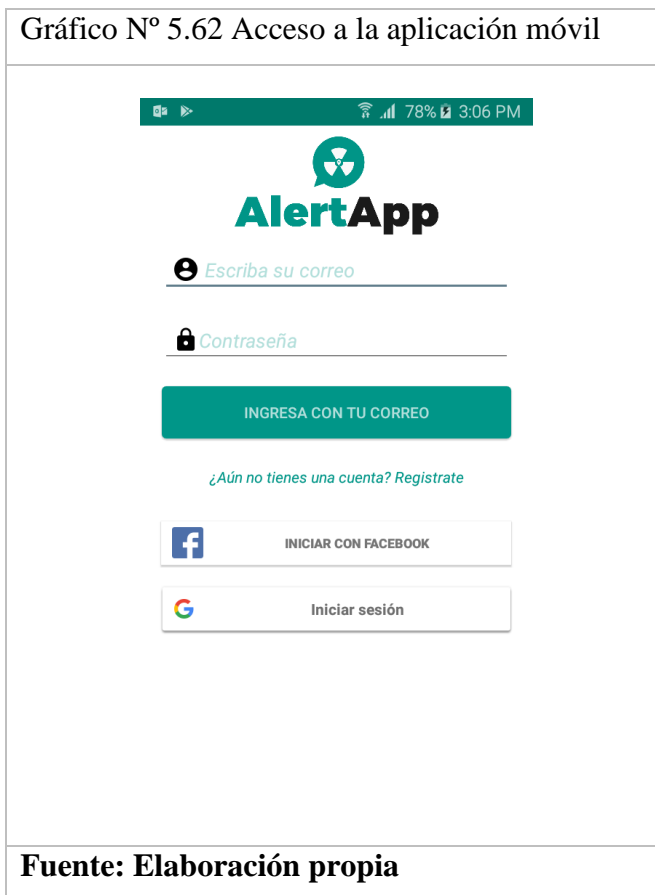 Gráfico Nº 5.62 Acceso a la aplicación móvil
78% 3:06 PM
AlertApp
Escriba su correo
Contraseña
INGRESA CON TU CORREO
¿Aún no tienes una cuenta? Registrate
INICIAR CON FACEBOOK
Iniciar sesión
Fuente: Elaboración propia